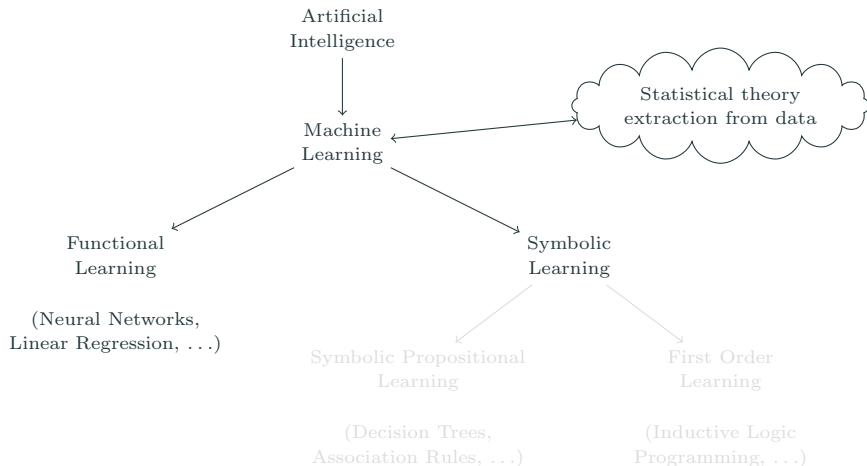 Artificial
Intelligence
Statistical theory
extraction from data
Machine
Learning
Functional
Learning
Symbolic
Learning
(Neural Networks,
Linear Regression, . . .)
Symbolic Propositional
Learning
First Order
Learning
(Decision Trees,
Association Rules, . . .)
(Inductive Logic
Programming, . . .)